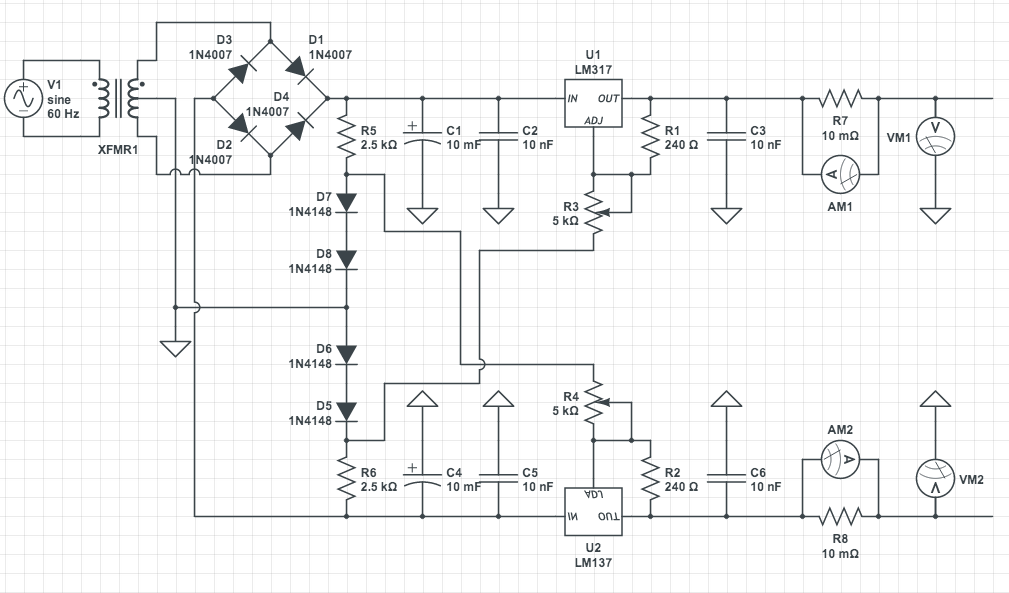 D3
1N4007
D1
1N4007
V1
sine
60 Hz
XFMR1
D4
1N4007
D2
1N4007
R5
2.5 kΩ
+
C1
10 mF
C2
10 nF
U1
LM317
IN
OUT
ADJ
R1
240 Ω
C3
10 nF
R7
10 mΩ
A
AM1
VM1
V
D7
1N4148
R3
5 kΩ
D8
1N4148
D6
1N4148
D5
1N4148
R4
5 kΩ
R6
2.5 kΩ
+
C4
10 mF
C5
10 nF
ADJ
IN
OUT
U2
LM137
R2
240 Ω
C6
10 nF
AM2
A
R8
10 mΩ
V
VM2